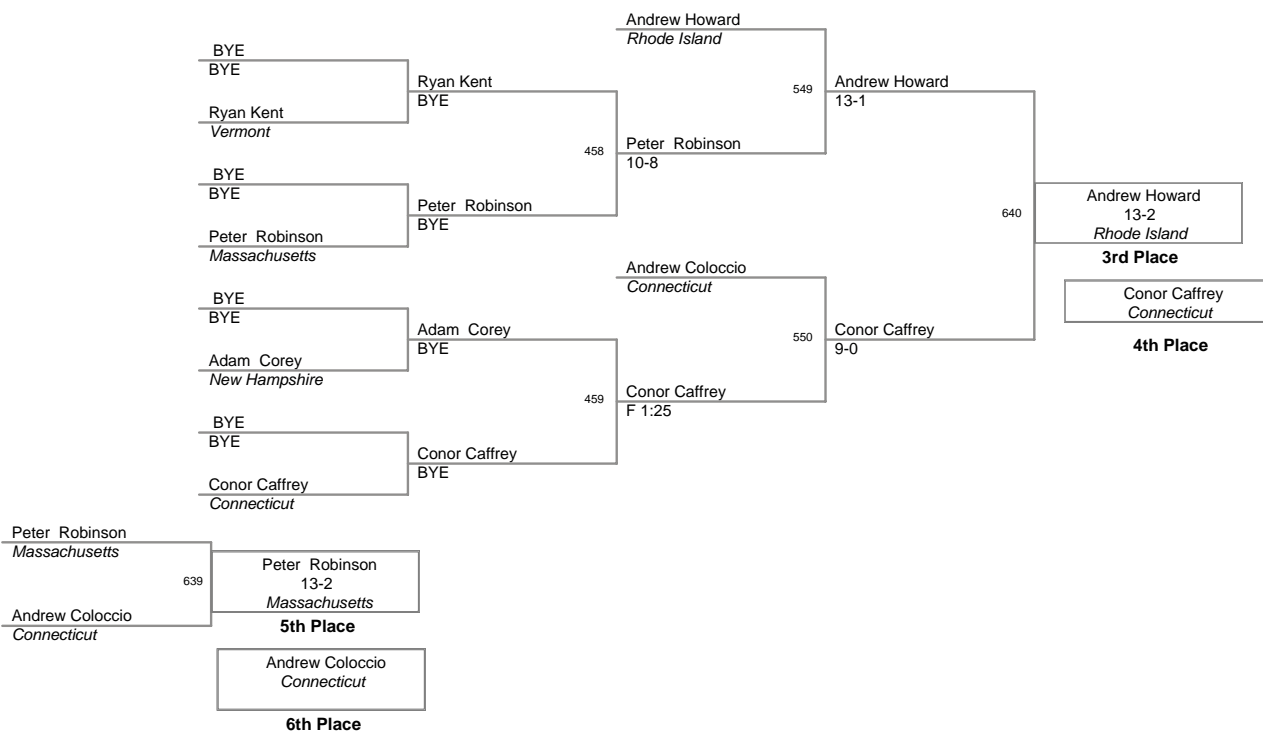 Andrew Howard
Rhode Island
BYE
BYE
Ryan Kent
BYE
549
Andrew Howard
13-1
Ryan Kent
Vermont
458
Peter Robinson
10-8
BYE
BYE
Peter Robinson
BYE
640
Andrew Howard
13-2
Rhode Island
3rd Place
Peter Robinson
Massachusetts
Andrew Coloccio
Connecticut
Conor Caffrey
Connecticut
4th Place
BYE
BYE
Adam Corey
BYE
550
Conor Caffrey
9-0
Adam Corey
New Hampshire
459
Conor Caffrey
F 1:25
BYE
BYE
Conor Caffrey
BYE
Conor Caffrey
Connecticut
Peter Robinson
Massachusetts
639
Peter Robinson
13-2
Massachusetts
5th Place
Andrew Coloccio
Connecticut
Andrew Coloccio
Connecticut
6th Place